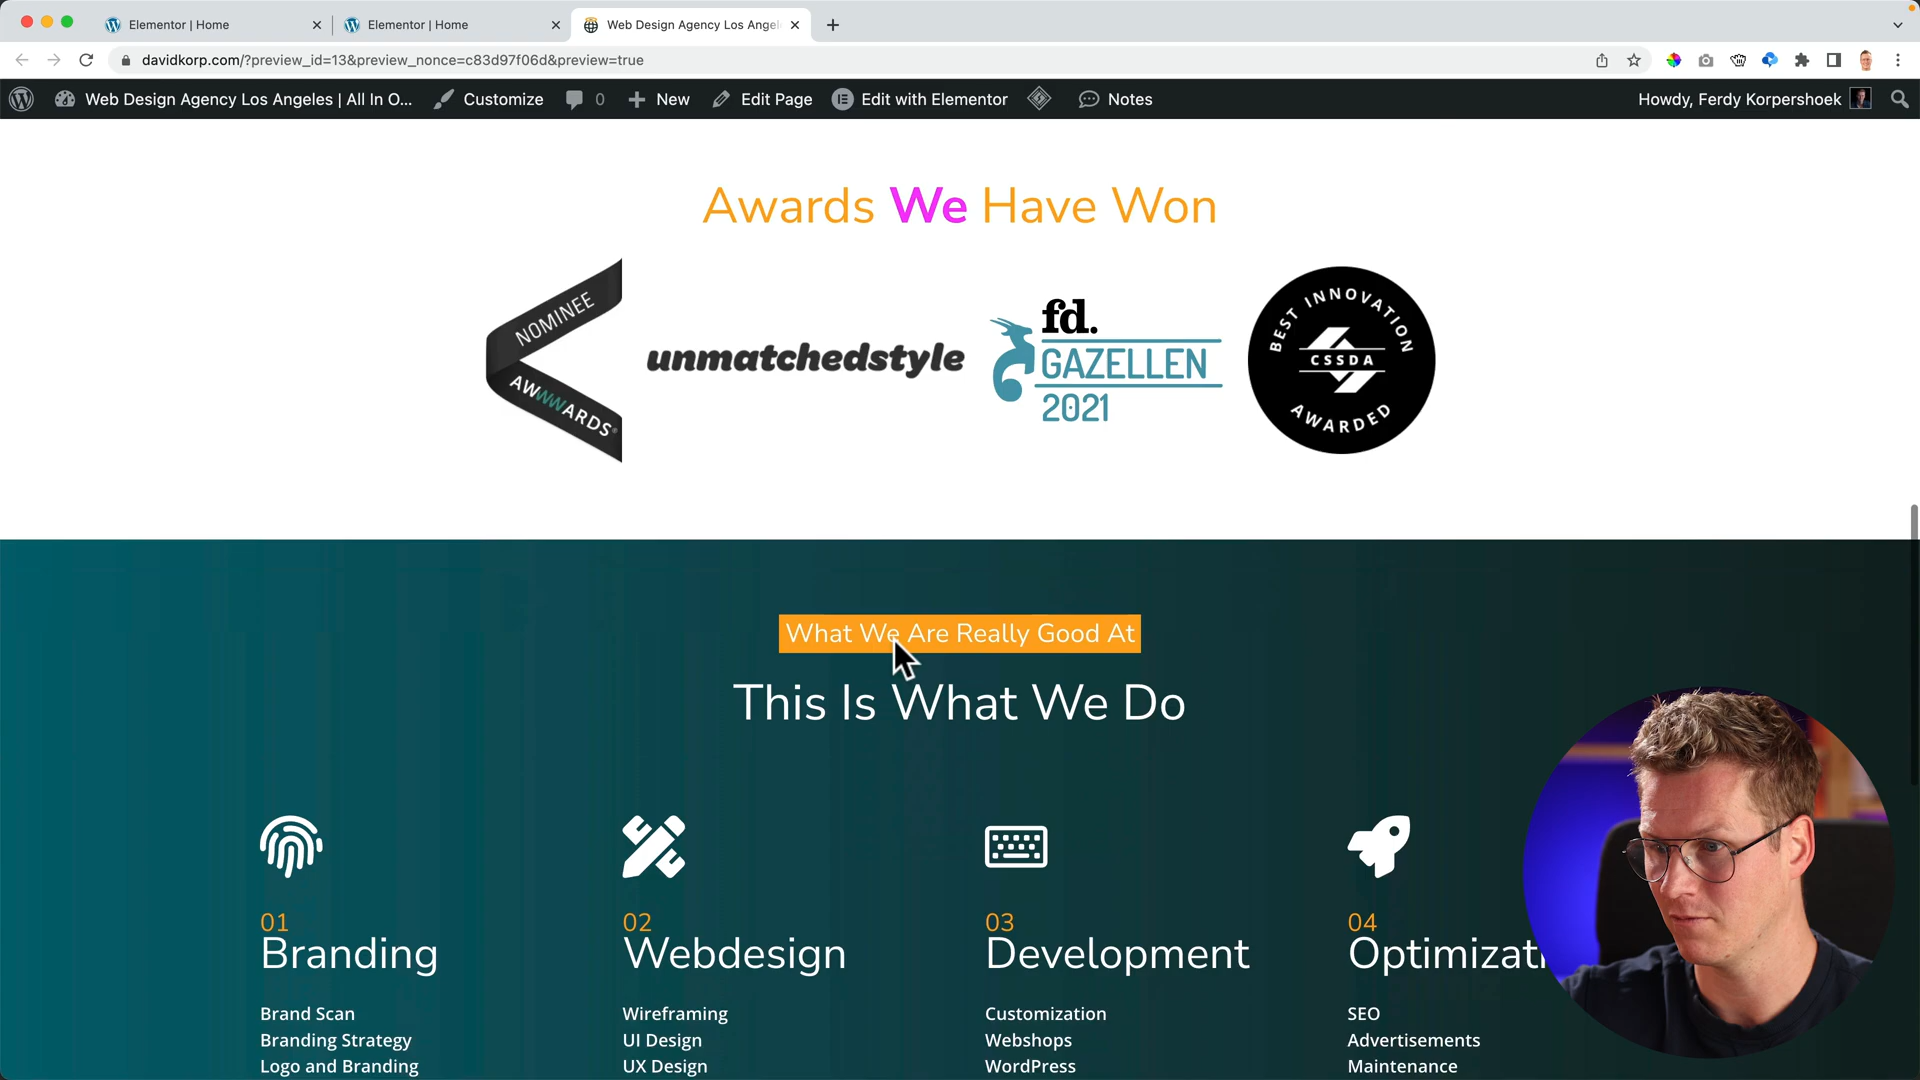 Elementor | Home
Elementor | Home
Web Design Agency Los Angel
davidkorp.com/?preview_id=13&preview_nonce=c83d97f06d&preview=true
Web Design Agency Los Angeles | All In O...
Customize
0
New
Edit Page
Edit with Elementor
Notes
Howdy, Ferdy Korpershoek
Awards We Have Won
NOMINEE
AWWWARDS®
unmatchedstyle
fd.
GAZELLEN
2021
BEST INNOVATION
CSSDA
AWARDED
What We Are Really Good At
This Is What We Do
01
Branding
Brand Scan
Branding Strategy
Logo and Branding
02
Webdesign
Wireframing
UI Design
UX Design
03
Development
Customization
Webshops
WordPress
04
Optimizati
SEO
Advertisements
Maintenance